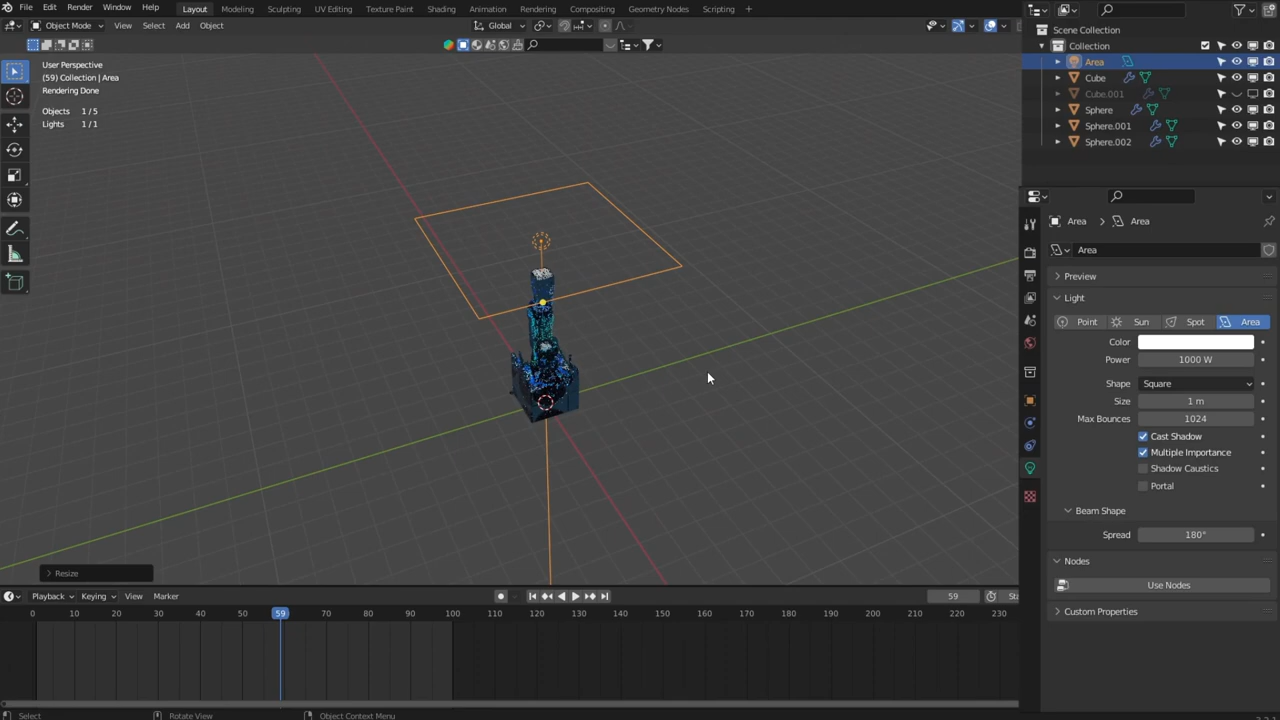 File Edit Render Window Help Layout Modeling Sculpting UV Editing Texture Paint Shading Animation Rendering Compositing Geometry Nodes Scripting
Object Mode View Select Add Object Global
User Perspective
(59) Collection | Area
Rendering Done
Objects 1 / 5
Lights 1 / 1
Resize
Scene Collection
Collection
Area
Cube
Cube.001
Sphere
Sphere.001
Sphere.002
Area Area
Area
Preview
Light
Point Sun Spot Area
Color
Power 1000 W
Shape Square
Size 1 m
Max Bounces 1024
Cast Shadow
Multiple Importance
Shadow Caustics
Portal
Beam Shape
Spread 180°
Nodes
Use Nodes
Custom Properties
Playback Keying View Marker 59 Sta
0 10 20 30 40 50 59 70 80 90 100 110 120 130 140 150 160 170 180 190 200 210 220 230
Select Rotate View Object Context Menu